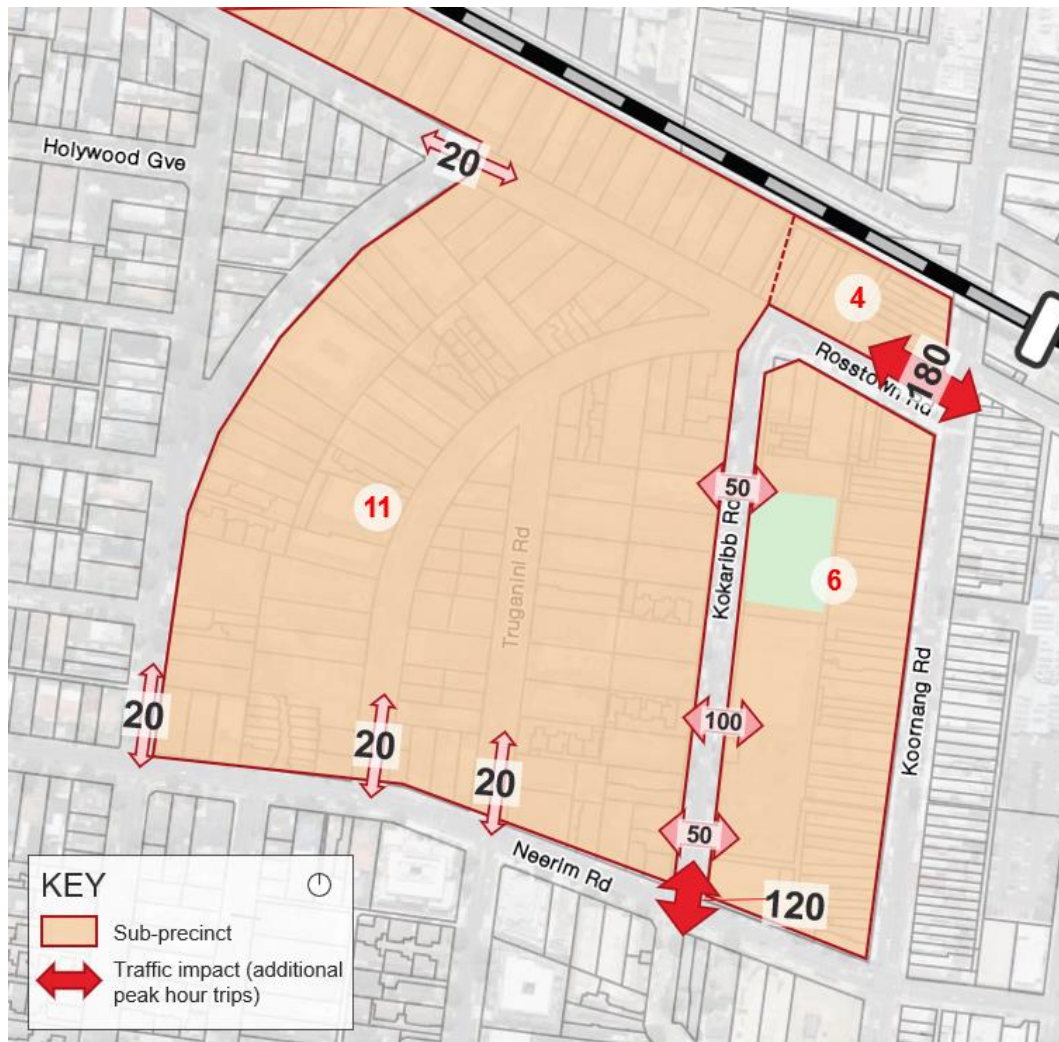 Holywood Gve
20
4
Rosstown Rd
180
50
11
Kokaribb Rd
Truganini Rd
6
Koornang Rd
20
20
20
100
50
Neerim Rd
120
KEY
Sub-precinct
Traffic impact (additional
peak hour trips)